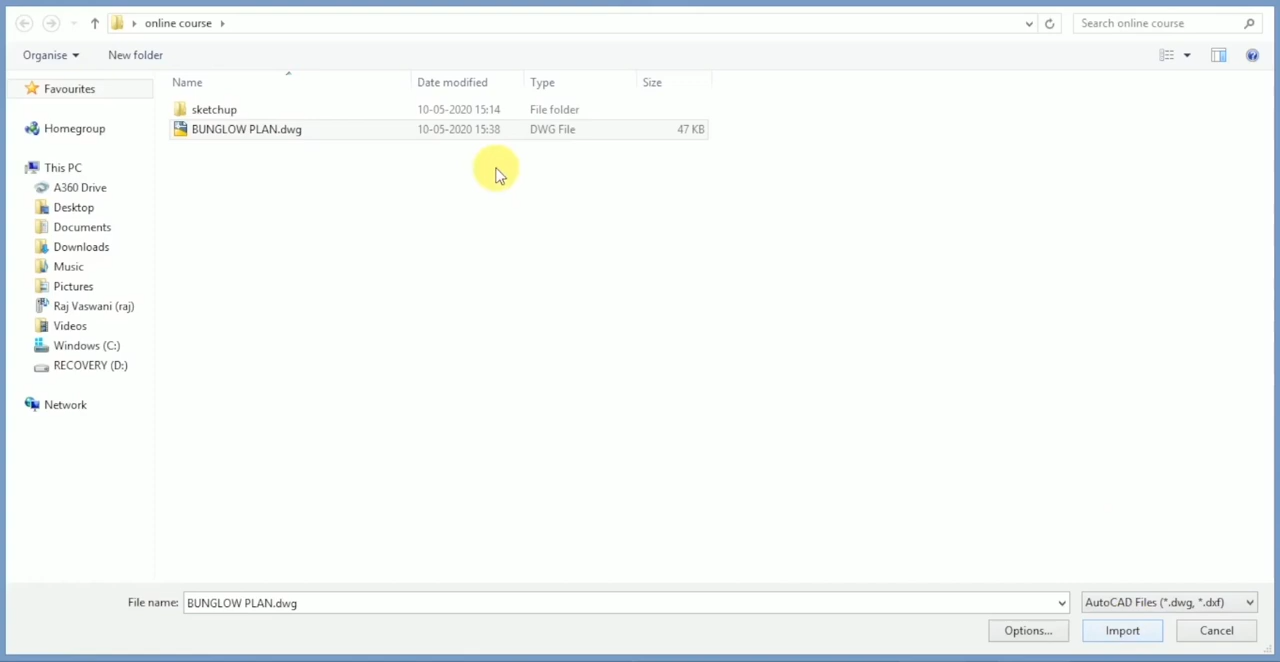 online course
Search online course
Organise
New folder
Name
Date modified
Type
Size
Favourites
Homegroup
This PC
A360 Drive
Desktop
Documents
Downloads
Music
Pictures
Raj Vaswani (raj)
Videos
Windows (C:)
RECOVERY (D:)
Network
sketchup 10-05-2020 15:14 File folder
BUNGLOW PLAN.dwg 10-05-2020 15:38 DWG File 47 KB
File name: BUNGLOW PLAN.dwg AutoCAD Files (*.dwg, *.dxf)
Options... Import Cancel